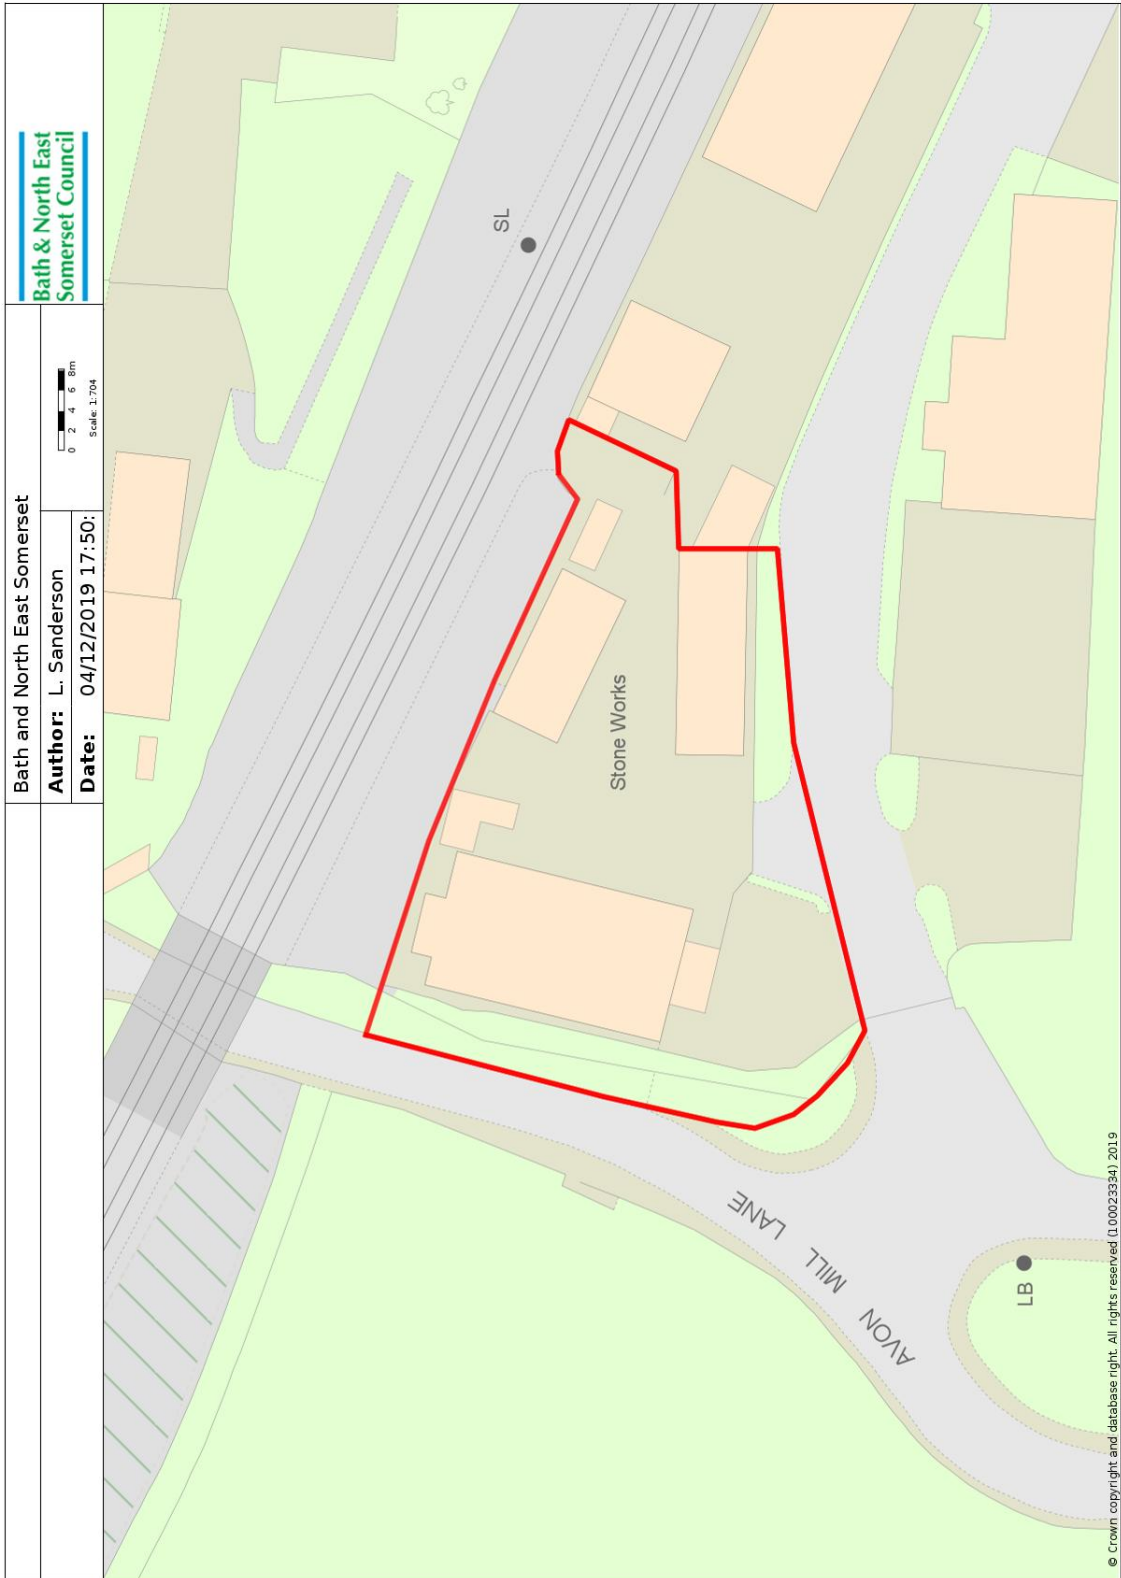 Bath and North East Somerset
Author: L. Sanderson
Date: 04/12/2019 17:50:
0 2 4 6 8m
Scale: 1:704
Bath & North East
Somerset Council
SL
Stone Works
AVON MILL LANE
LB
© Crown copyright and database right. All rights reserved (100023334) 2019